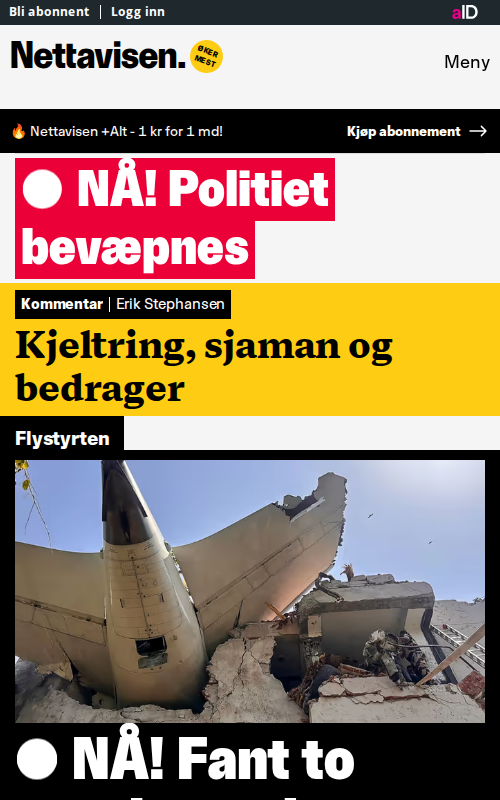 Bli abonnent | Logg inn
aID
Nettavisen.
ØKER
MEST
Meny
Nettavisen +Alt - 1 kr for 1 md!
Kjøp abonnement →
NÅ! Politiet
bevæpnes
Kommentar | Erik Stephansen
Kjeltring, sjaman og
bedrager
Flystyrten
NÅ! Fant to